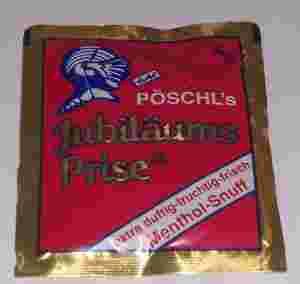 PÖSCHL's
Jubiläums
Prise
extra duftig-fruchtig-frisch
Menthol-Snuff